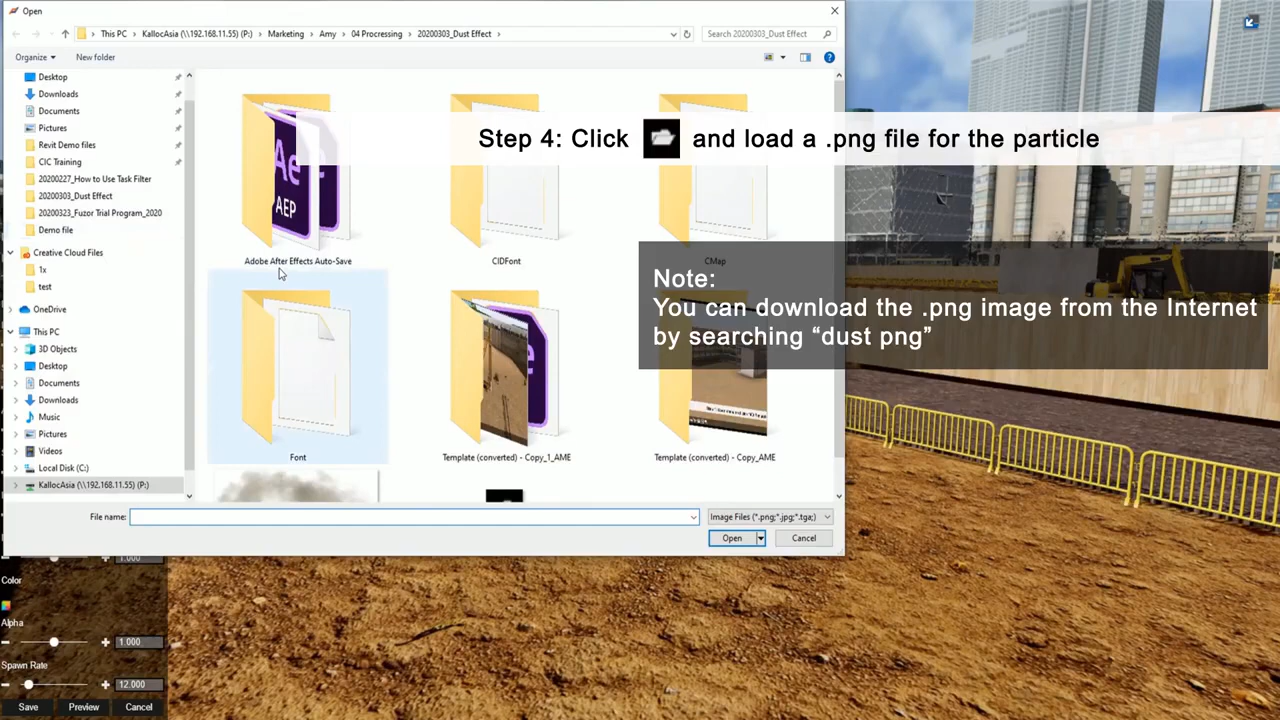 Open
This PC > KallocAsia (\\192.168.11.55) (P:) > Marketing > Amy > 04 Procrssing > 20200303_Dust Effect >
Search 20200303_Dust Effect
Organize
New folder
Desktop
Downloads
Documents
Pictures
Revit Demo files
CIC Training
20200227_How to Use Task Filter
20200303_Dust Effect
20200323_Fuzor Trial Program_2020
Demo file
Creative Cloud Files
1x
test
OneDrive
This PC
3D Objects
Desktop
Documents
Downloads
Music
Pictures
Videos
Local Disk (C:)
KallocAsia (\\192.168.11.55) (P:)
Ae
AEP
Adobe After Effects Auto-Save
CIDFont
CMap
Font
Template (converted) - Copy_1_AME
Template (converted) - Copy_AME
Step 4: Click and load a .png file for the particle
Note:
You can download the .png image from the Internet
by searching “dust png”
File name:
Image Files (*.png;*.jpg;*.tga;)
Open
Cancel
1.000
Color
Alpha
1.000
Spawn Rate
12.000
Save
Preview
Cancel